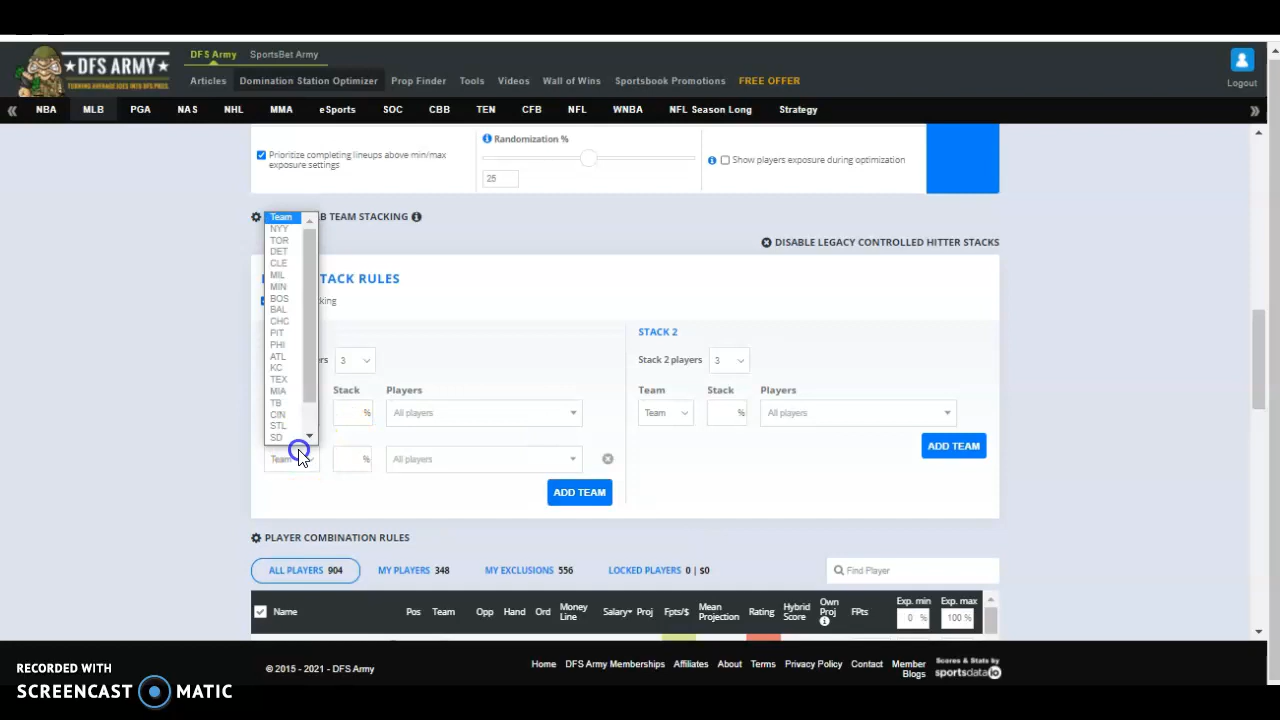 DFS Army SportsBet Army
★DFS ARMY★
TURNING AVERAGE JOES INTO DFS PROS.
Articles Domination Station Optimizer Prop Finder Tools Videos Wall of Wins Sportsbook Promotions FREE OFFER
Logout
« NBA MLB PGA NAS NHL MMA eSports SOC CBB TEN CFB NFL WNBA NFL Season Long Strategy »
Prioritize completing lineups above min/max
exposure settings
Randomization %
25
Show players exposure during optimization
B TEAM STACKING
DISABLE LEGACY CONTROLLED HITTER STACKS
Team
NYY
TOR
DET
CLE
MIL
MIN
BOS
BAL
CHC
PIT
PHI
ATL
KC
TEX
MIA
TB
CIN
STL
SD
TACK RULES
king
ers 3
Stack Players
% All players
Team % All players
ADD TEAM
STACK 2
Stack 2 players 3
Team Stack Players
Team % All players
ADD TEAM
PLAYER COMBINATION RULES
ALL PLAYERS 904 MY PLAYERS 348 MY EXCLUSIONS 556 LOCKED PLAYERS 0 | $0 Find Player
Name Pos Team Opp Hand Ord Money Line Salary Proj Fpts/$ Mean Projection Rating Hybrid Score Own Proj FPts Exp. min 0 % Exp. max 100 %
RECORDED WITH
SCREENCAST MATIC
© 2015 - 2021 - DFS Army
Home DFS Army Memberships Affiliates About Terms Privacy Policy Contact Member Blogs
Scores & Stats by
sportsdataio